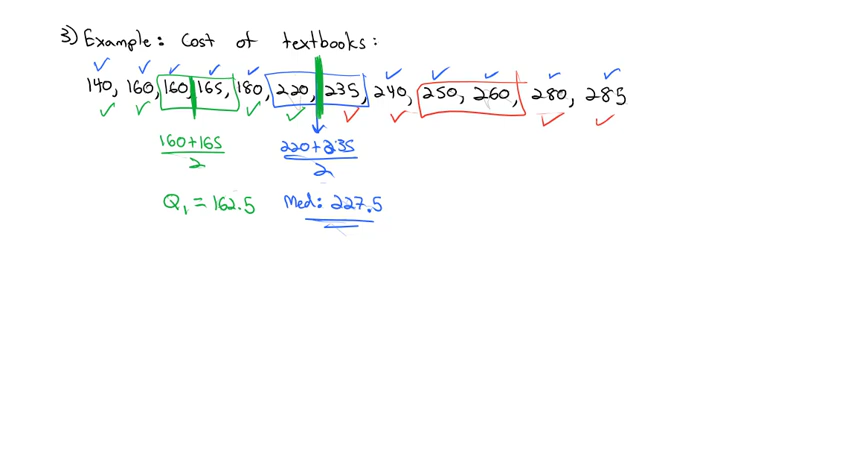 3) Example: Cost of textbooks:
140, 160, 160, 165, 180, 220, 235, 240, 250, 260, 280, 285
160+165 220+235
2 2
Q1 = 162.5 Med: 227.5